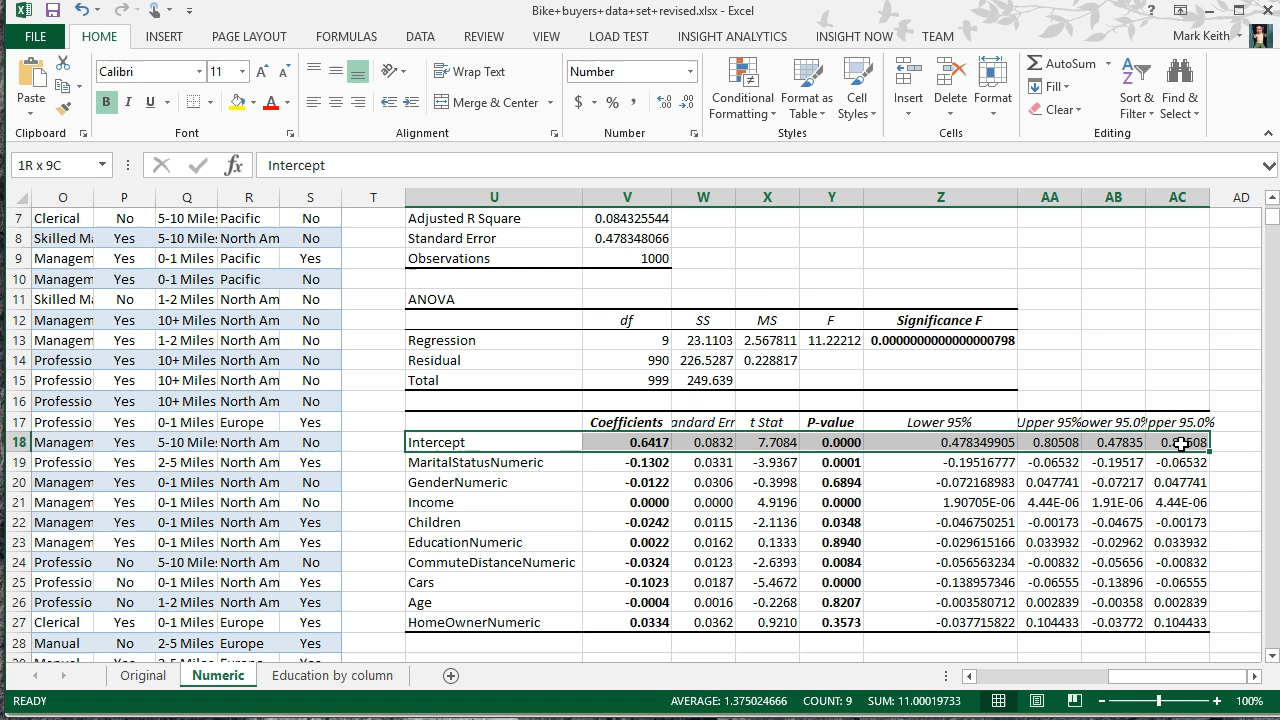 Bike+buyers+data+set+revised.xlsx - Excel
FILE HOME INSERT PAGE LAYOUT FORMULAS DATA REVIEW VIEW LOAD TEST INSIGHT ANALYTICS INSIGHT NOW TEAM Mark Keith
Paste Calibri 11 B I U A A A Wrap Text Merge & Center Number $ % , Conditional Formatting Format as Table Cell Styles Insert Delete Format AutoSum Fill Clear Sort & Filter Find & Select
Clipboard Font Alignment Number Styles Cells Editing
1R x 9C fx Intercept
O P Q R S T U V W X Y Z AA AB AC AD
7 Clerical No 5-10 Miles Pacific No Adjusted R Square 0.084325544
8 Skilled Ma Yes 5-10 Miles North Am No Standard Error 0.478348066
9 Managem Yes 0-1 Miles Pacific Yes Observations 1000
10 Managem Yes 0-1 Miles Pacific No
11 Skilled Ma No 1-2 Miles North Am No ANOVA
12 Managem Yes 10+ Miles North Am No df SS MS F Significance F
13 Managem Yes 1-2 Miles North Am No Regression 9 23.1103 2.567811 11.22212 0.0000000000000000798
14 Professio Yes 10+ Miles North Am No Residual 990 226.5287 0.228817
15 Professio Yes 10+ Miles North Am No Total 999 249.639
16 Professio Yes 10+ Miles North Am No
17 Professio Yes 0-1 Miles Europe Yes Coefficients andard Err t Stat P-value Lower 95% Upper 95% ower 95.0% pper 95.0%
18 Managem Yes 5-10 Miles North Am No Intercept 0.6417 0.0832 7.7084 0.0000 0.478349905 0.80508 0.47835
19 Professio Yes 2-5 Miles North Am Yes MaritalStatusNumeric -0.1302 0.0331 -3.9367 0.0001 -0.19516777 -0.06532 -0.19517 -0.06532
20 Managem Yes 0-1 Miles North Am No GenderNumeric -0.0122 0.0306 -0.3998 0.6894 -0.072168983 0.047741 -0.07217 0.047741
21 Managem Yes 0-1 Miles North Am No Income 0.0000 0.0000 4.9196 0.0000 1.90705E-06 4.44E-06 1.91E-06 4.44E-06
22 Managem Yes 0-1 Miles North Am Yes Children -0.0242 0.0115 -2.1136 0.0348 -0.046750251 -0.00173 -0.04675 -0.00173
23 Managem Yes 0-1 Miles North Am Yes EducationNumeric 0.0022 0.0162 0.1333 0.8940 -0.029615166 0.033932 -0.02962 0.033932
24 Professio No 5-10 Miles North Am No CommuteDistanceNumeric -0.0324 0.0123 -2.6393 0.0084 -0.056563234 -0.00832 -0.05656 -0.00832
25 Professio No 0-1 Miles North Am Yes Cars -0.1023 0.0187 -5.4672 0.0000 -0.138957346 -0.06555 -0.13896 -0.06555
26 Professio No 1-2 Miles North Am Yes Age -0.0004 0.0016 -0.2268 0.8207 -0.003580712 0.002839 -0.00358 0.002839
27 Clerical Yes 0-1 Miles Europe Yes HomeOwnerNumeric 0.0334 0.0362 0.9210 0.3573 -0.037715822 0.104433 -0.03772 0.104433
28 Manual No 2-5 Miles Europe Yes
Original Numeric Education by column
READY AVERAGE: 1.375024666 COUNT: 9 SUM: 11.00019733 100%